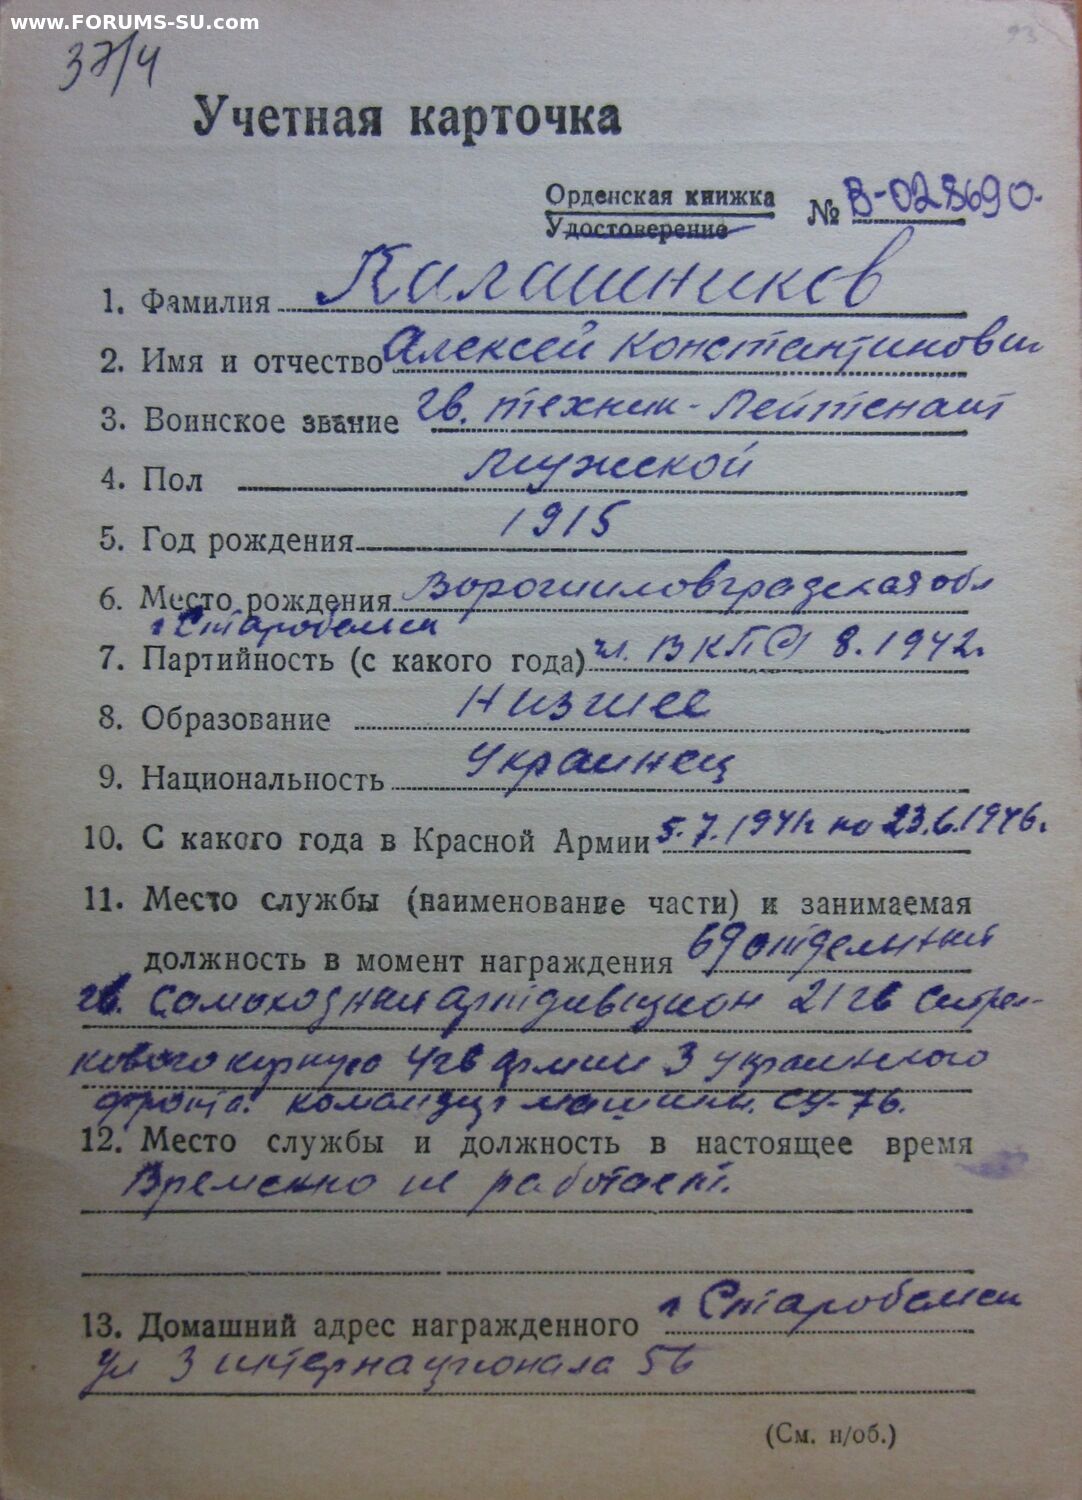 www.FORUMS-SU.com
93
37/4
Учетная карточка
Орденская книжка
Удостоверение
№ В-028690.
1. Фамилия Калашников
2. Имя и отчество Алексей Константинович
3. Воинское звание гв. техник-Лейтенант
4. Пол Мужской
5. Год рождения 1915
6. Место рождения Ворошиловградская обл
г Старобельск
7. Партийность (с какого года) чл. ВКП(б) 8.1942г.
8. Образование Низшее
9. Национальность Украинец
10. С какого года в Красной Армии 5.7.1941г по 23.6.1946г.
11. Место службы (наименование части) и занимаемая
должность в момент награждения 69 отдельный
гв. Самоходный артдивизион 21 гв Стрел-
кового корпуса 4 гв армии 3 украинского
фронта. командир машины. СУ-76.
12. Место службы и должность в настоящее время
Временно не работает.
13. Домашний адрес награжденного г Старобельск
ул 3 интернационала 56
(См. н/об.)